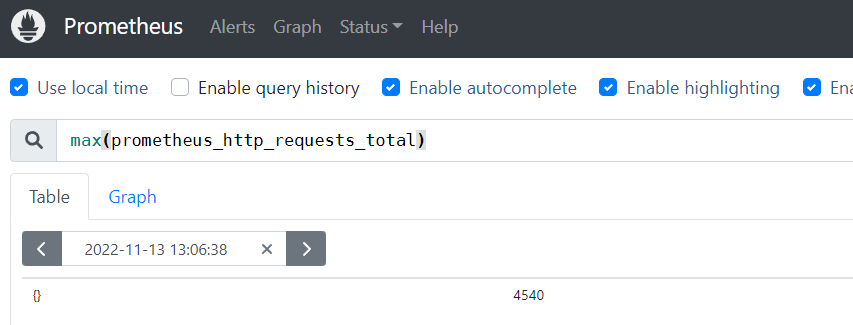 Prometheus Alerts Graph Status Help
Use local time Enable query history Enable autocomplete Enable highlighting
max(prometheus_http_requests_total)
Table Graph
2022-11-13 13:06:38
{} 4540